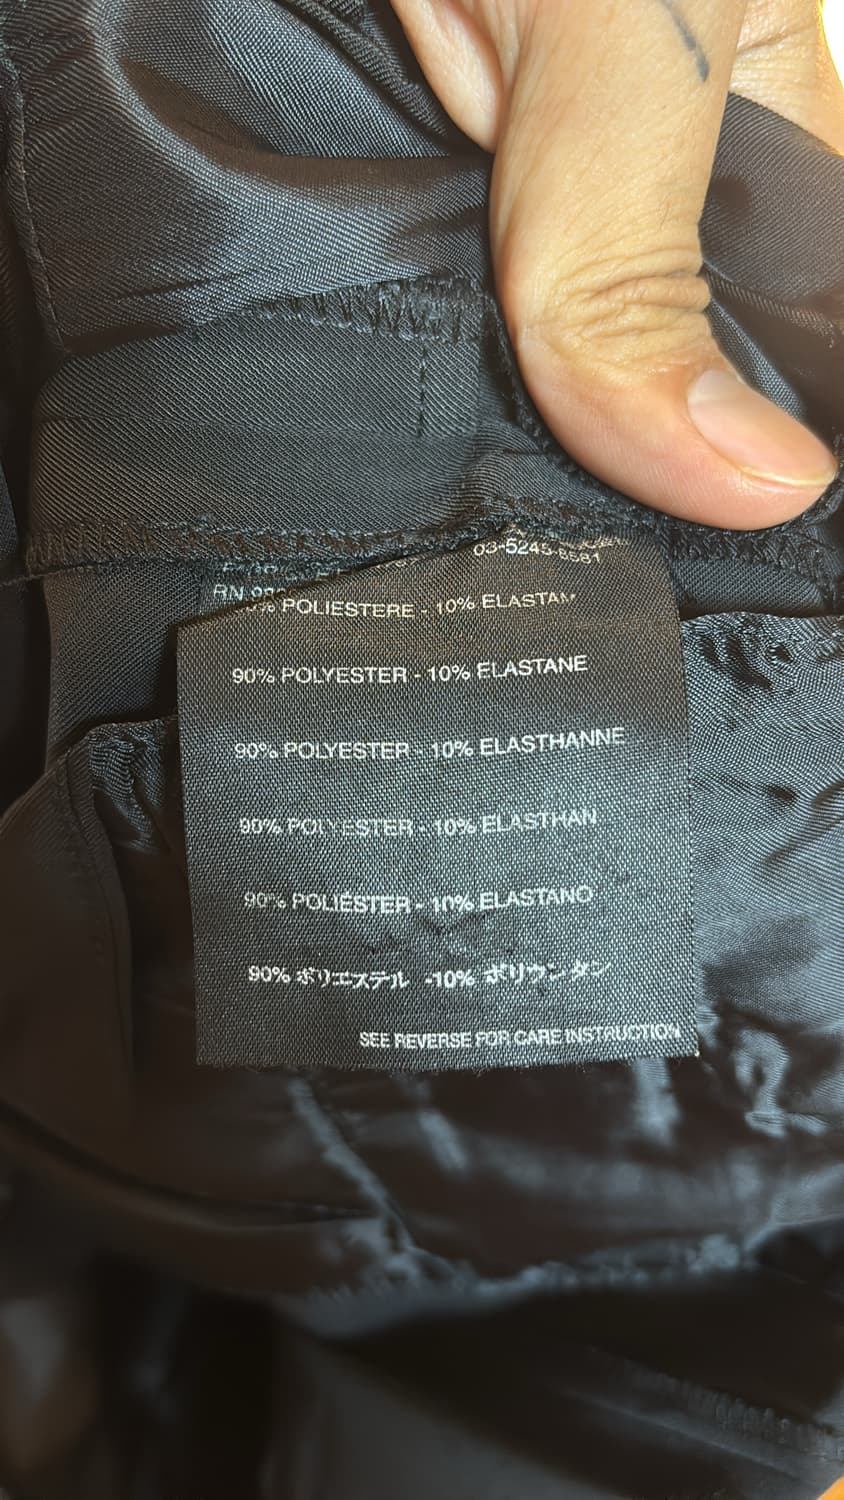 03-5245-8581
RN
% POLIESTERE - 10% ELASTAN
90% POLYESTER - 10% ELASTANE
90% POLYESTER - 10% ELASTHANNE
90% POLYESTER - 10% ELASTHAN
90% POLIÉSTER - 10% ELASTANO
90% ポリエステル -10% ポリウンタン
SEE REVERSE FOR CARE INSTRUCTION